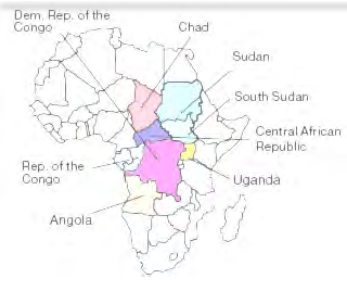 Dem. Rep. of the
Congo
Chad
Sudan
South Sudan
Central African
Republic
Rep. of the
Congo
Uganda
Angola